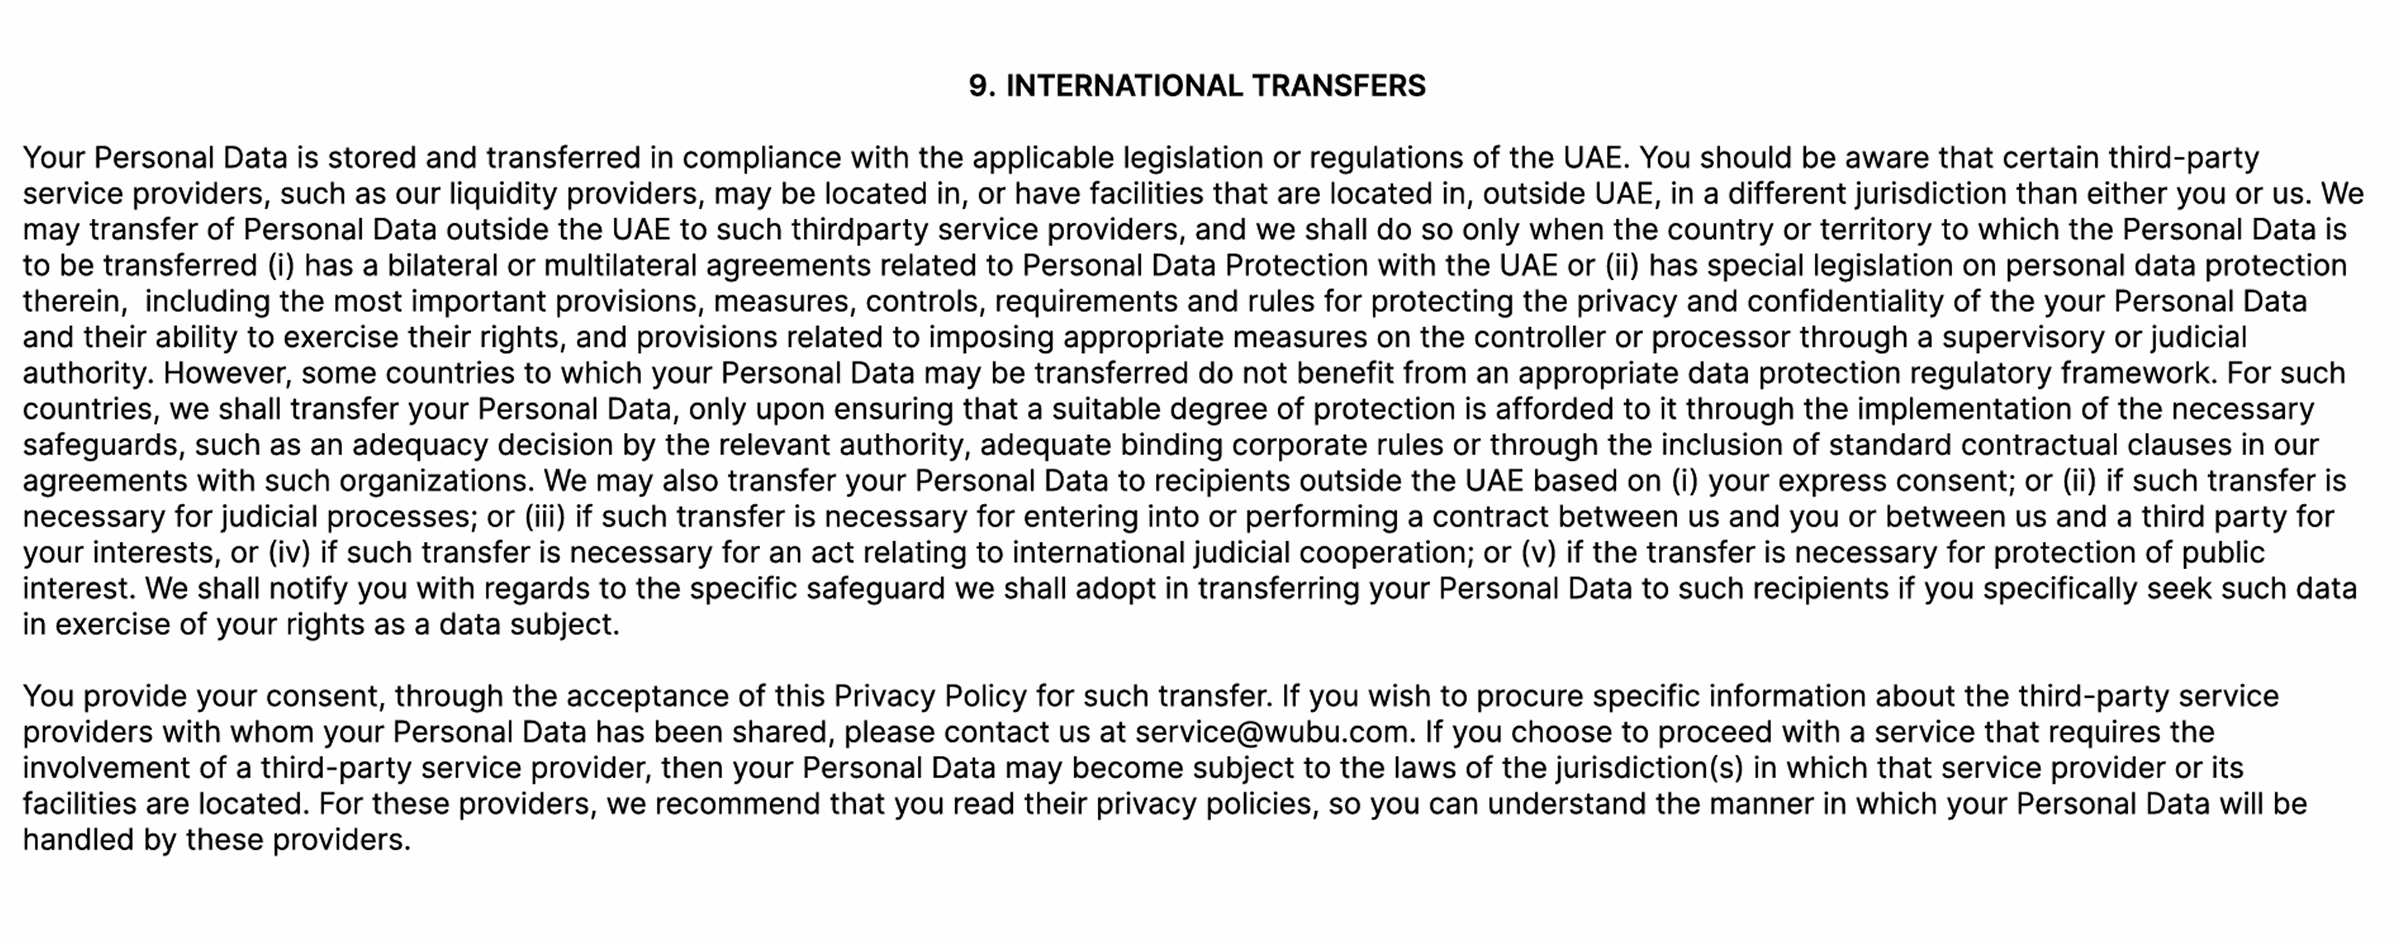 9. INTERNATIONAL TRANSFERS
Your Personal Data is stored and transferred in compliance with the applicable legislation or regulations of the UAE. You should be aware that certain third-party
service providers, such as our liquidity providers, may be located in, or have facilities that are located in, outside UAE, in a different jurisdiction than either you or us. We
may transfer of Personal Data outside the UAE to such thirdparty service providers, and we shall do so only when the country or territory to which the Personal Data is
to be transferred (i) has a bilateral or multilateral agreements related to Personal Data Protection with the UAE or (ii) has special legislation on personal data protection
therein,  including the most important provisions, measures, controls, requirements and rules for protecting the privacy and confidentiality of the your Personal Data
and their ability to exercise their rights, and provisions related to imposing appropriate measures on the controller or processor through a supervisory or judicial
authority. However, some countries to which your Personal Data may be transferred do not benefit from an appropriate data protection regulatory framework. For such
countries, we shall transfer your Personal Data, only upon ensuring that a suitable degree of protection is afforded to it through the implementation of the necessary
safeguards, such as an adequacy decision by the relevant authority, adequate binding corporate rules or through the inclusion of standard contractual clauses in our
agreements with such organizations. We may also transfer your Personal Data to recipients outside the UAE based on (i) your express consent; or (ii) if such transfer is
necessary for judicial processes; or (iii) if such transfer is necessary for entering into or performing a contract between us and you or between us and a third party for
your interests, or (iv) if such transfer is necessary for an act relating to international judicial cooperation; or (v) if the transfer is necessary for protection of public
interest. We shall notify you with regards to the specific safeguard we shall adopt in transferring your Personal Data to such recipients if you specifically seek such data
in exercise of your rights as a data subject.
You provide your consent, through the acceptance of this Privacy Policy for such transfer. If you wish to procure specific information about the third-party service
providers with whom your Personal Data has been shared, please contact us at service@wubu.com. If you choose to proceed with a service that requires the
involvement of a third-party service provider, then your Personal Data may become subject to the laws of the jurisdiction(s) in which that service provider or its
facilities are located. For these providers, we recommend that you read their privacy policies, so you can understand the manner in which your Personal Data will be
handled by these providers.